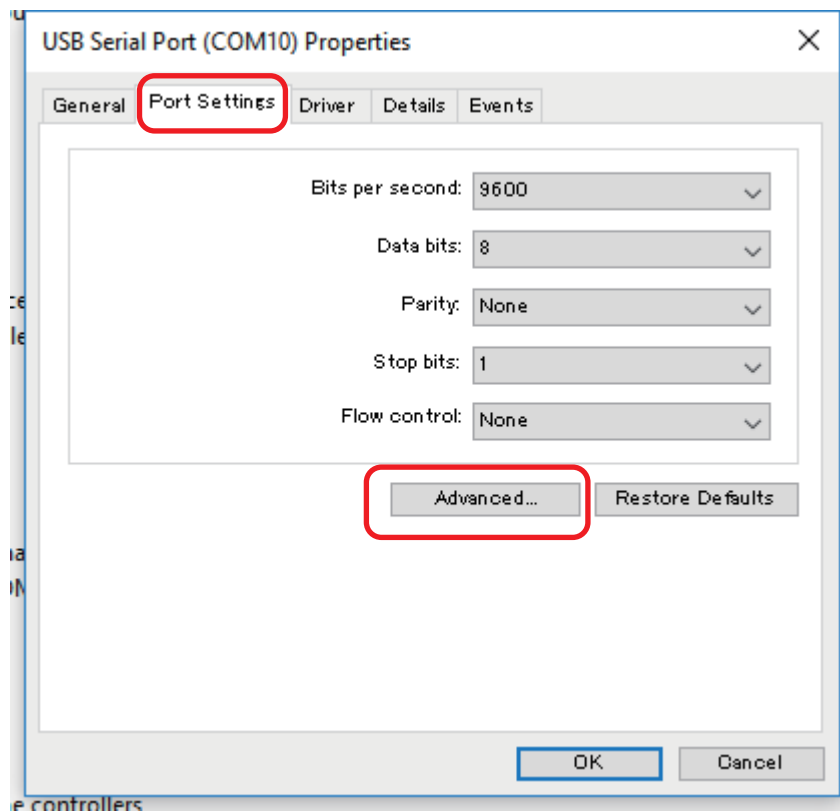 USB Serial Port (COM10) Properties
General Port Settings Driver Details Events
Bits per second: 9600
Data bits: 8
Parity: None
Stop bits: 1
Flow control: None
Advanced... Restore Defaults
OK Cancel
e controllers